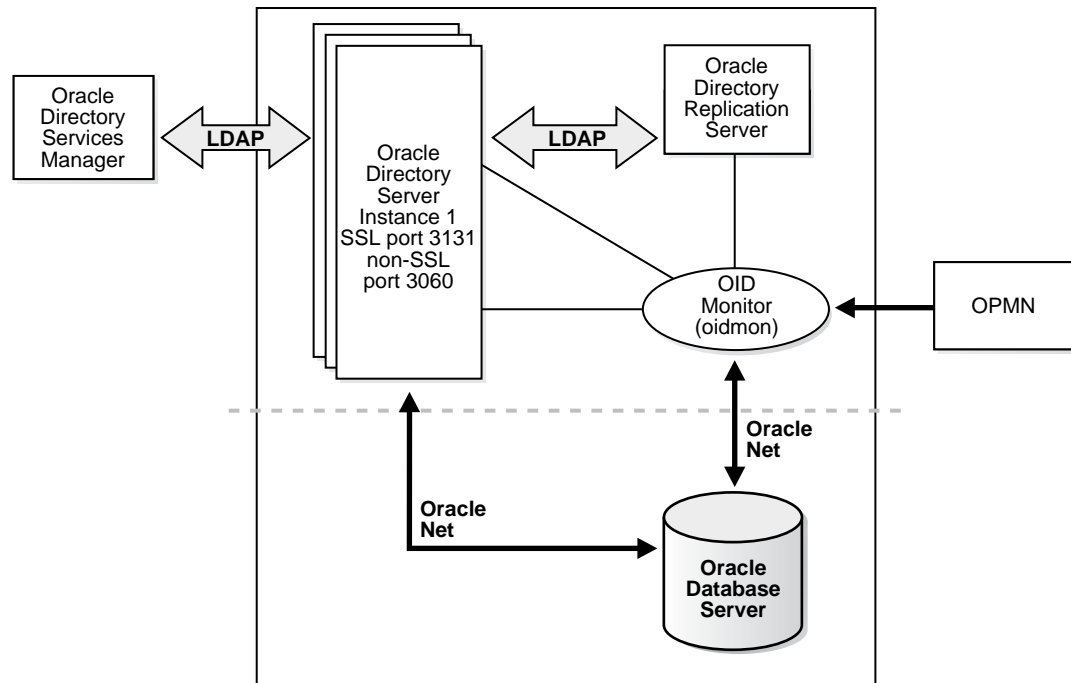 Oracle
Directory
Services
Manager
LDAP
Oracle
Directory
Server
Instance 1
SSL port 3131
non-SSL
port 3060
LDAP
Oracle
Directory
Replication
Server
OID
Monitor
(oidmon)
OPMN
Oracle
Net
Oracle
Net
Oracle
Database
Server